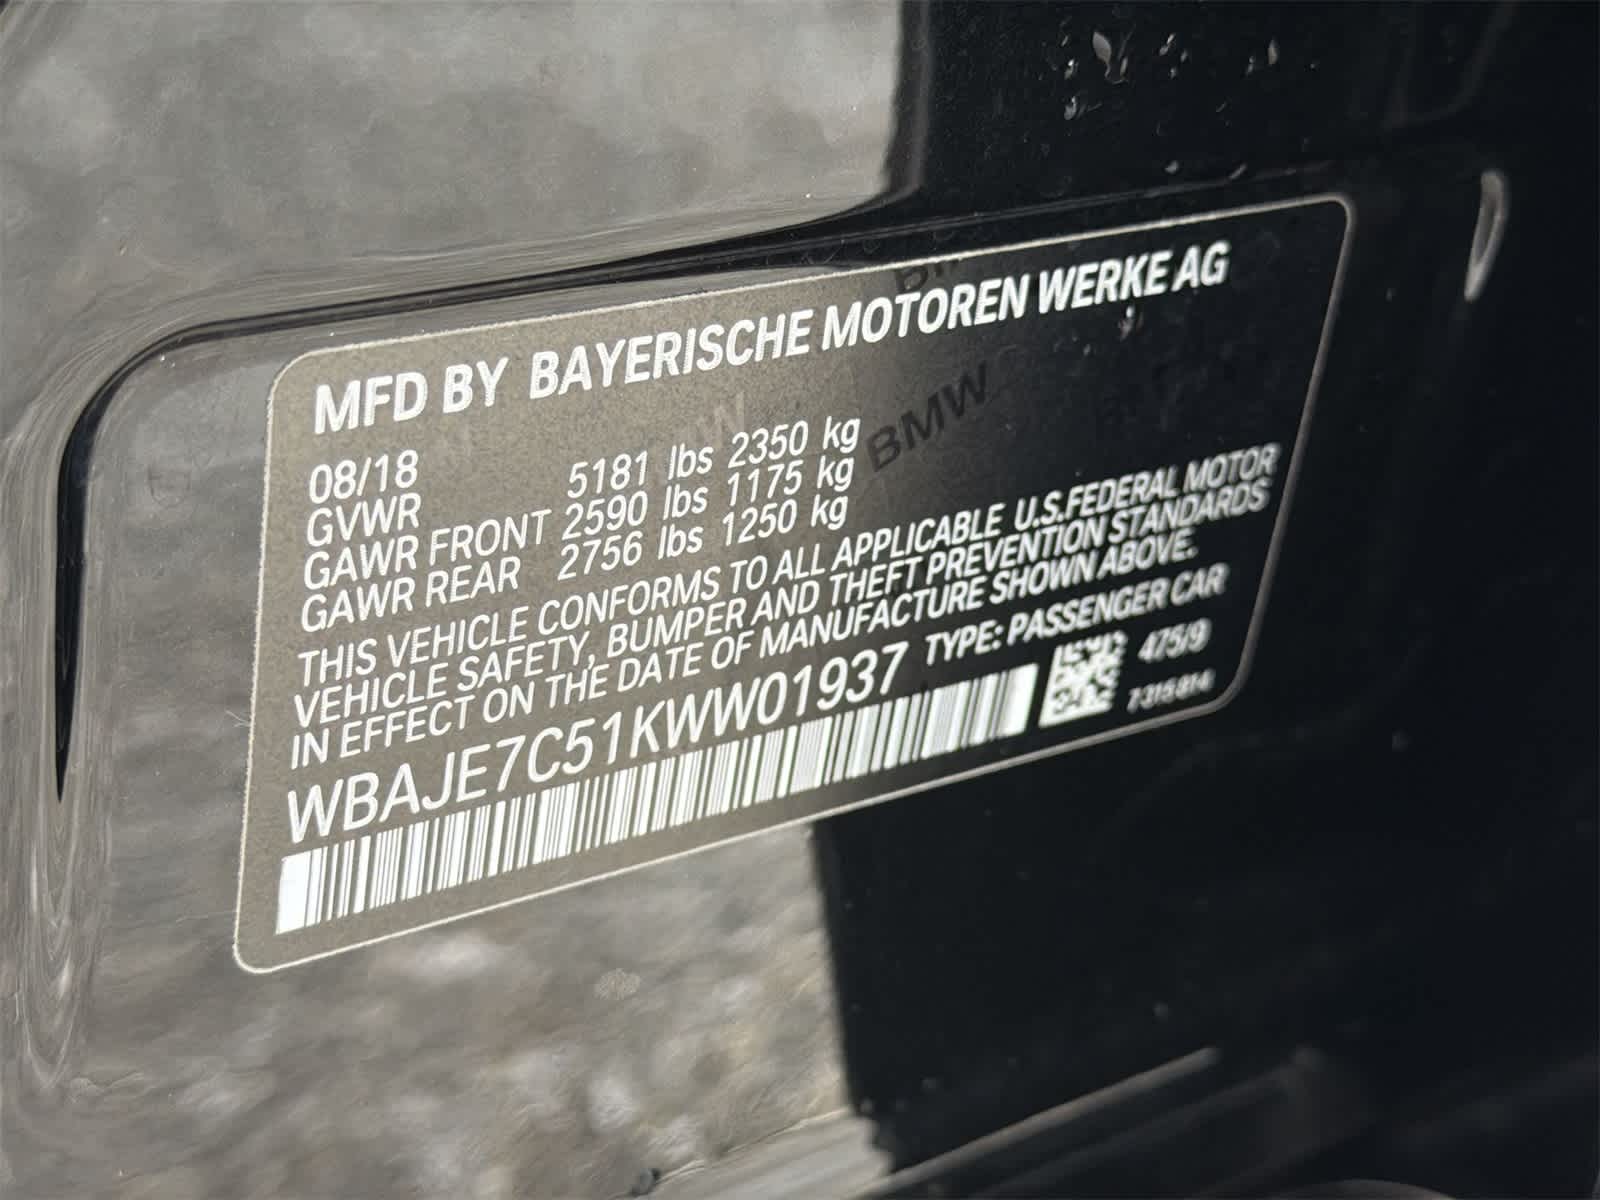 MFD BY BAYERISCHE MOTOREN WERKE AG
08/18
GVWR 5181 lbs 2350 kg
GAWR FRONT 2590 lbs 1175 kg
GAWR REAR 2756 lbs 1250 kg
THIS VEHICLE CONFORMS TO ALL APPLICABLE U.S.FEDERAL MOTOR
VEHICLE SAFETY, BUMPER AND THEFT PREVENTION STANDARDS
IN EFFECT ON THE DATE OF MANUFACTURE SHOWN ABOVE.
WBAJE7C51KWW01937 TYPE: PASSENGER CAR
475/9
7315814
BMW